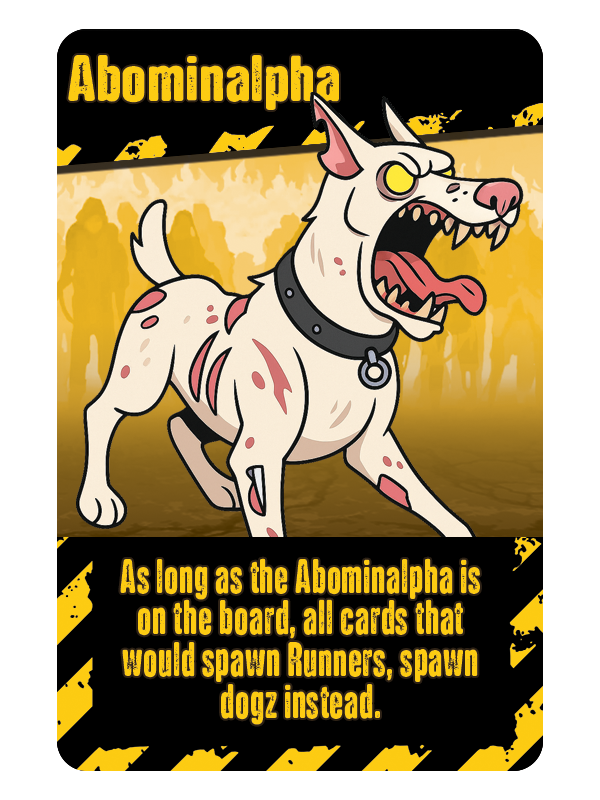 Abominalpha
As long as the Abominalpha is
on the board, all cards that
would spawn Runners, spawn
dogz instead.